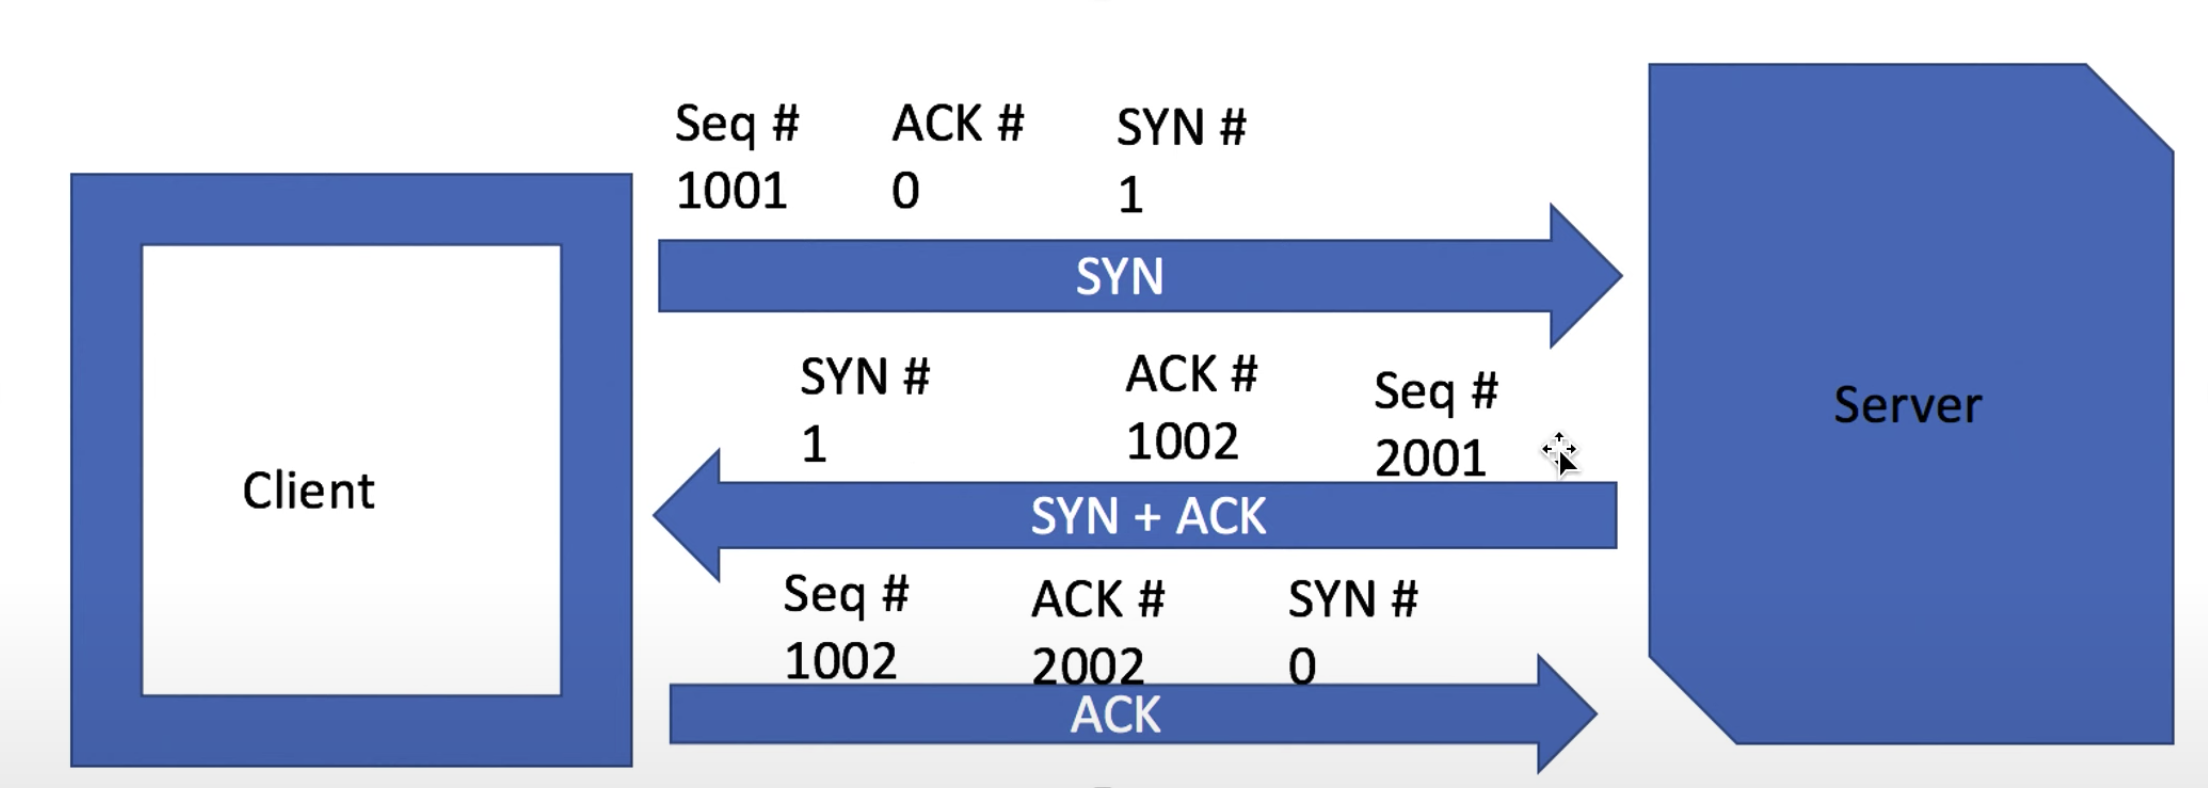 Seq # ACK # SYN #
1001 0 1
SYN
SYN # ACK # Seq #
1 1002 2001
Server
Client
SYN + ACK
Seq # ACK # SYN #
1002 2002 0
ACK